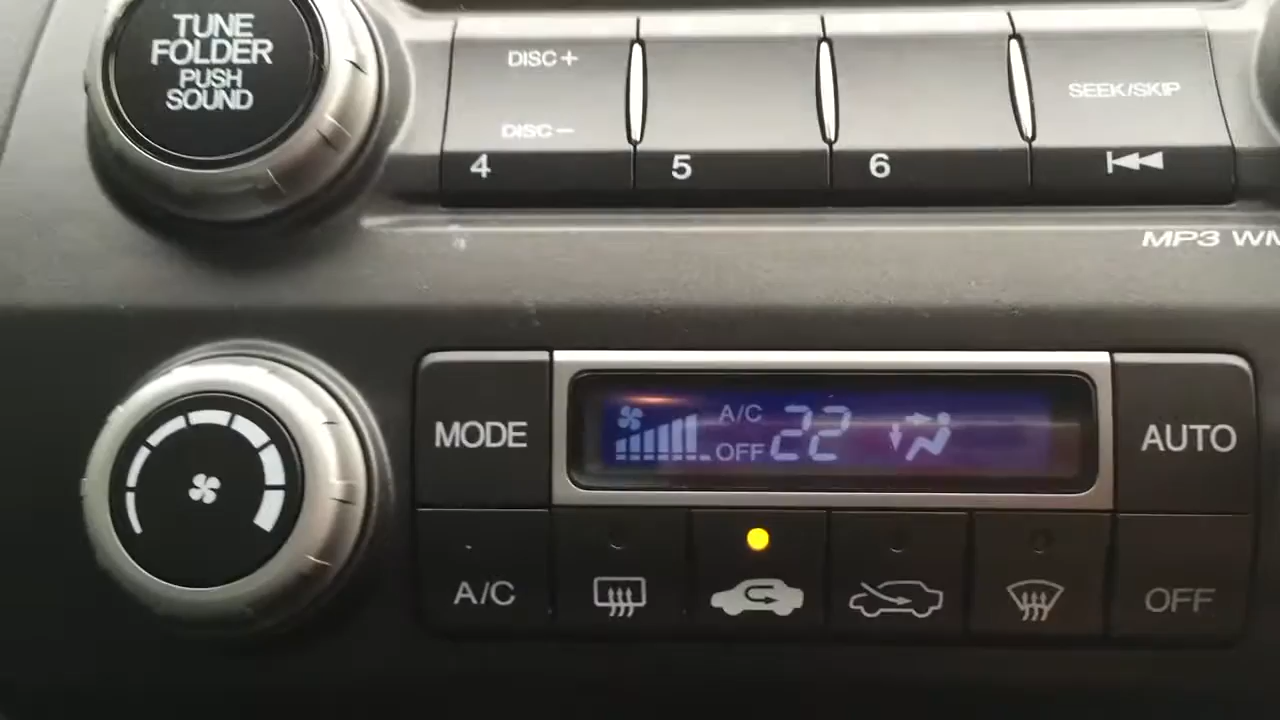 TUNE
FOLDER
PUSH
SOUND
DISC+
DISC-
4
5
6
SEEK/SKIP
MP3 WM
MODE
A/C
OFF
22
AUTO
A/C
OFF